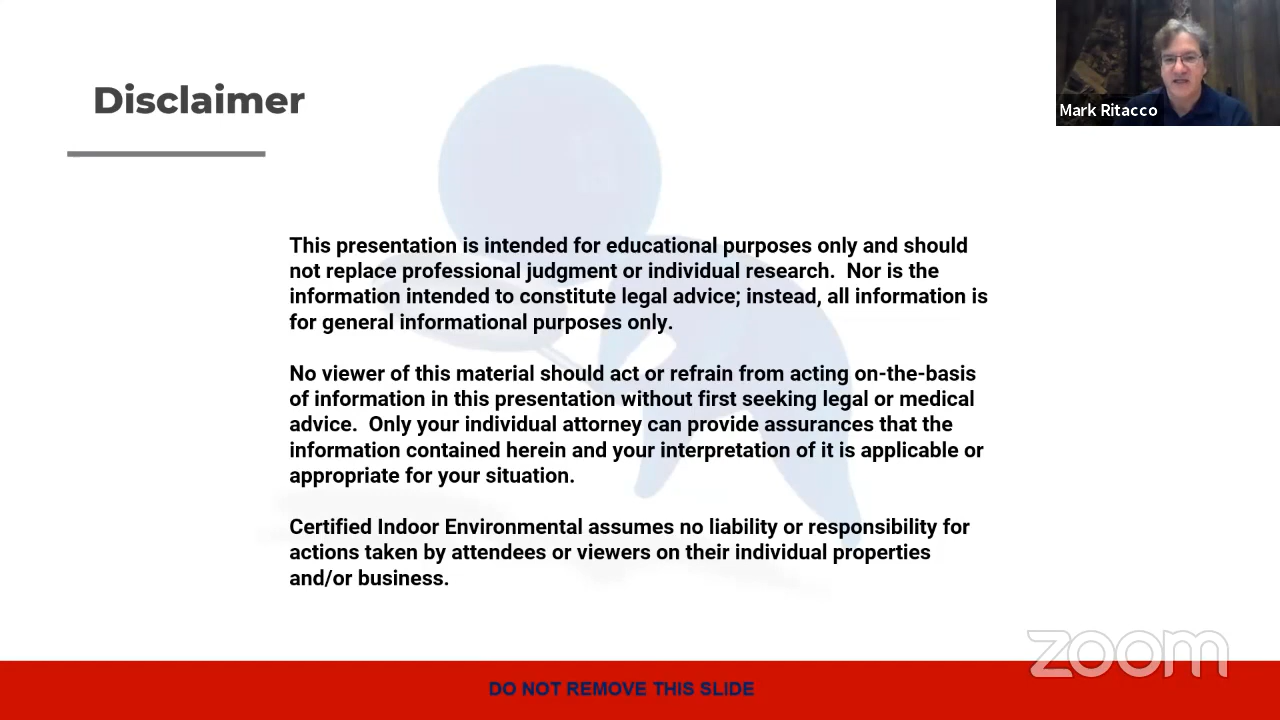 Disclaimer
Mark Ritacco
This presentation is intended for educational purposes only and should
not replace professional judgment or individual research.  Nor is the
information intended to constitute legal advice; instead, all information is
for general informational purposes only.
No viewer of this material should act or refrain from acting on-the-basis
of information in this presentation without first seeking legal or medical
advice.  Only your individual attorney can provide assurances that the
information contained herein and your interpretation of it is applicable or
appropriate for your situation.
Certified Indoor Environmental assumes no liability or responsibility for
actions taken by attendees or viewers on their individual properties
and/or business.
zoom
DO NOT REMOVE THIS SLIDE